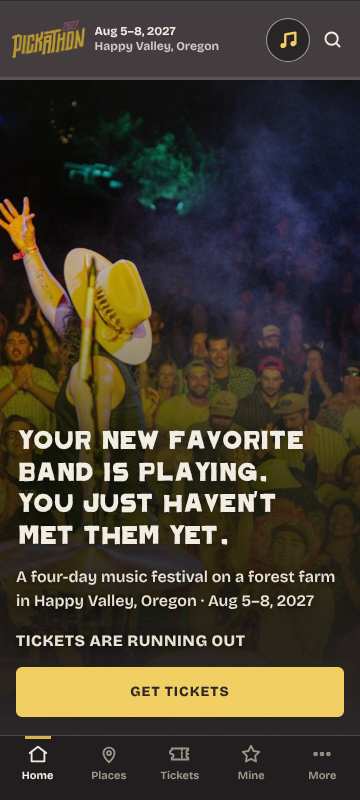 PICKATHON 2027
Aug 5–8, 2027
Happy Valley, Oregon
YOUR NEW FAVORITE
BAND IS PLAYING.
YOU JUST HAVEN'T
MET THEM YET.
A four-day music festival on a forest farm
in Happy Valley, Oregon · Aug 5–8, 2027
TICKETS ARE RUNNING OUT
GET TICKETS
Home
Places
Tickets
Mine
More